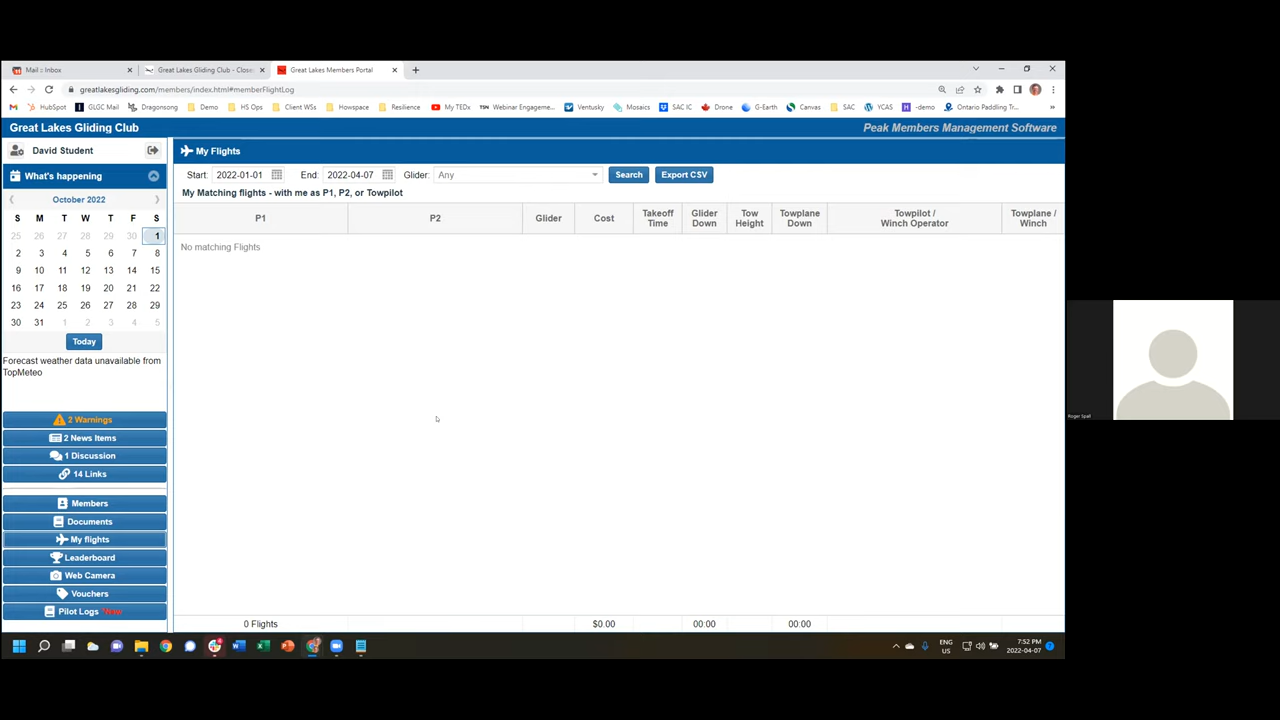 Mail :: Inbox
Great Lakes Gliding Club - Close
Great Lakes Members Portal
greatlakesgliding.com/members/index.html#memberFlightLog
HubSpot GLGC Mail Dragonsong Demo HS Ops Client WSs Howspace Resilience My TEDx Webinar Engageme... Ventusky Mosaics SAC IC Drone G-Earth Canvas SAC YCAS -demo Ontario Paddling Tr...
Great Lakes Gliding Club
Peak Members Management Software
David Student
My Flights
What's happening
Start: 2022-01-01 End: 2022-04-07 Glider: Any Search Export CSV
My Matching flights - with me as P1, P2, or Towpilot
October 2022
S M T W T F S
25 26 27 28 29 30 1
2 3 4 5 6 7 8
9 10 11 12 13 14 15
16 17 18 19 20 21 22
23 24 25 26 27 28 29
30 31 1 2 3 4 5
Today
P1 P2 Glider Cost Takeoff Time Glider Down Tow Height Towplane Down Towpilot / Winch Operator Towplane / Winch
No matching Flights
Forecast weather data unavailable from
TopMeteo
2 Warnings
2 News Items
1 Discussion
14 Links
Members
Documents
My flights
Leaderboard
Web Camera
Vouchers
Pilot Logs New
0 Flights $0.00 00:00 00:00
ENG
US
7:52 PM
2022-04-07
Roger Spall